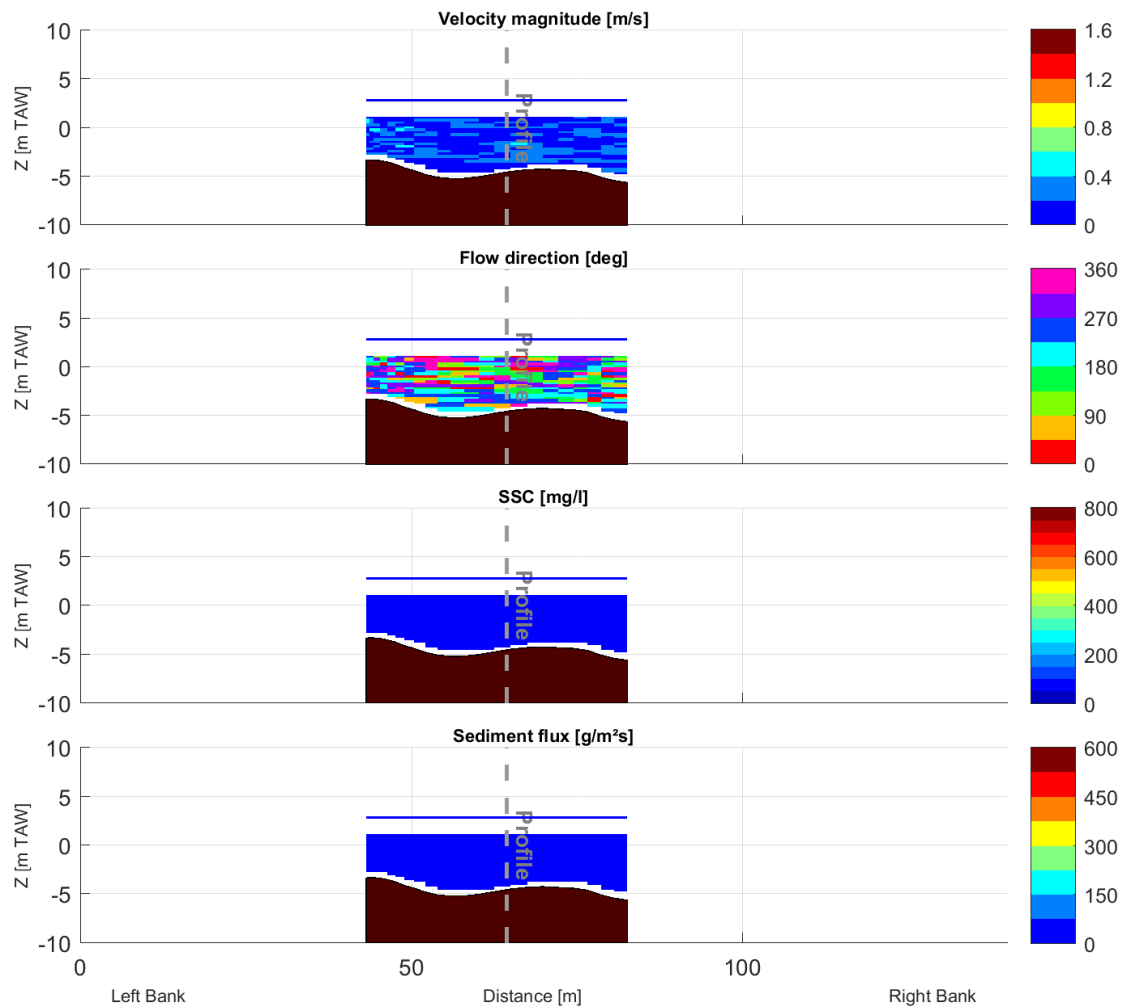 Velocity magnitude [m/s]
10
5
0
-5
-10
Z [m TAW]
Profile
1.6
1.2
0.8
0.4
0
Flow direction [deg]
10
5
0
-5
-10
Z [m TAW]
Profile
360
270
180
90
0
SSC [mg/l]
10
5
0
-5
-10
Z [m TAW]
Profile
800
600
400
200
0
Sediment flux [g/m²s]
10
5
0
-5
-10
Z [m TAW]
Profile
600
450
300
150
0
0 50 100
Left Bank Distance [m] Right Bank